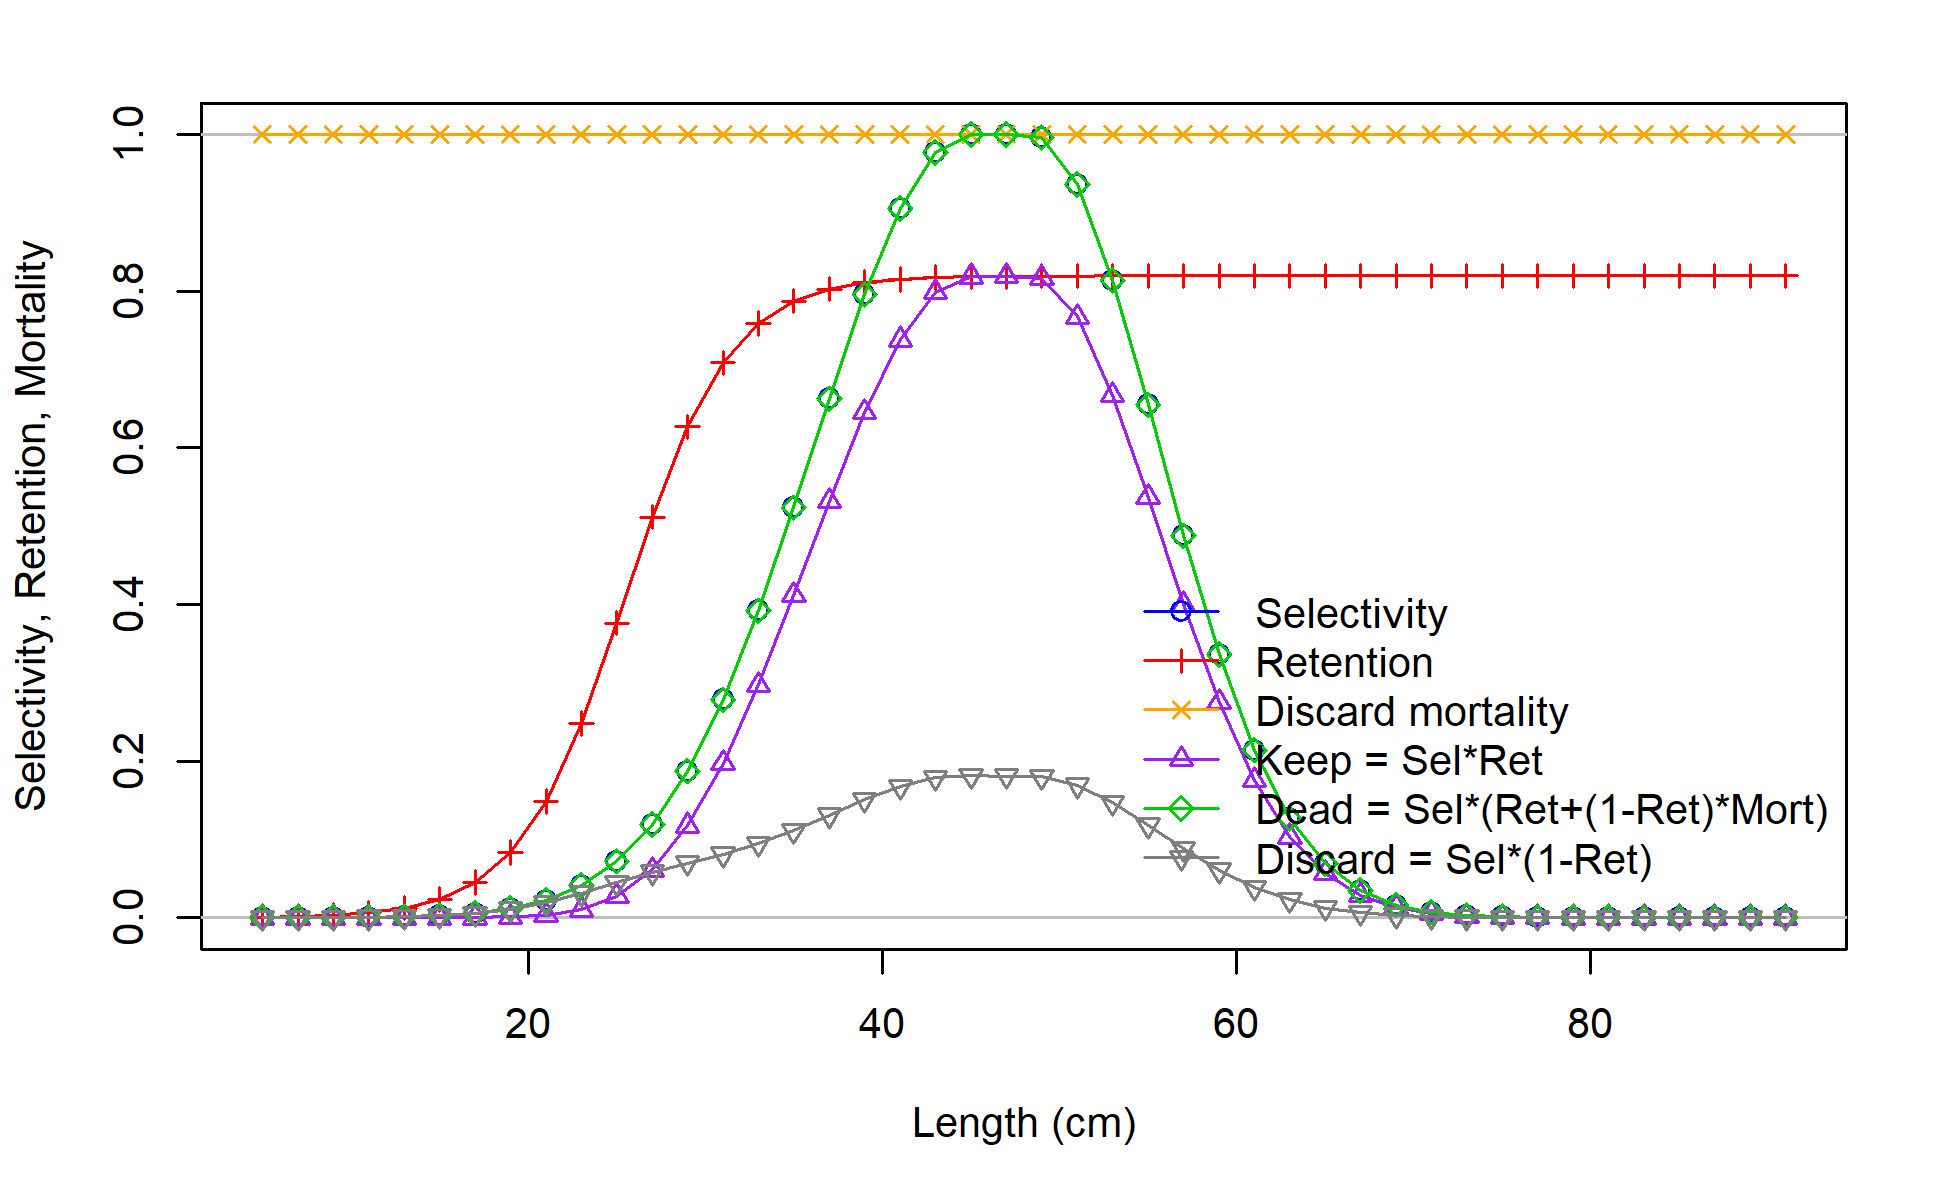 Selectivity, Retention, Mortality
1.0
0.8
0.6
0.4
0.2
0.0
Selectivity
Retention
Discard mortality
Keep = Sel*Ret
Dead = Sel*(Ret+(1-Ret)*Mort)
Discard = Sel*(1-Ret)
20 40 60 80
Length (cm)